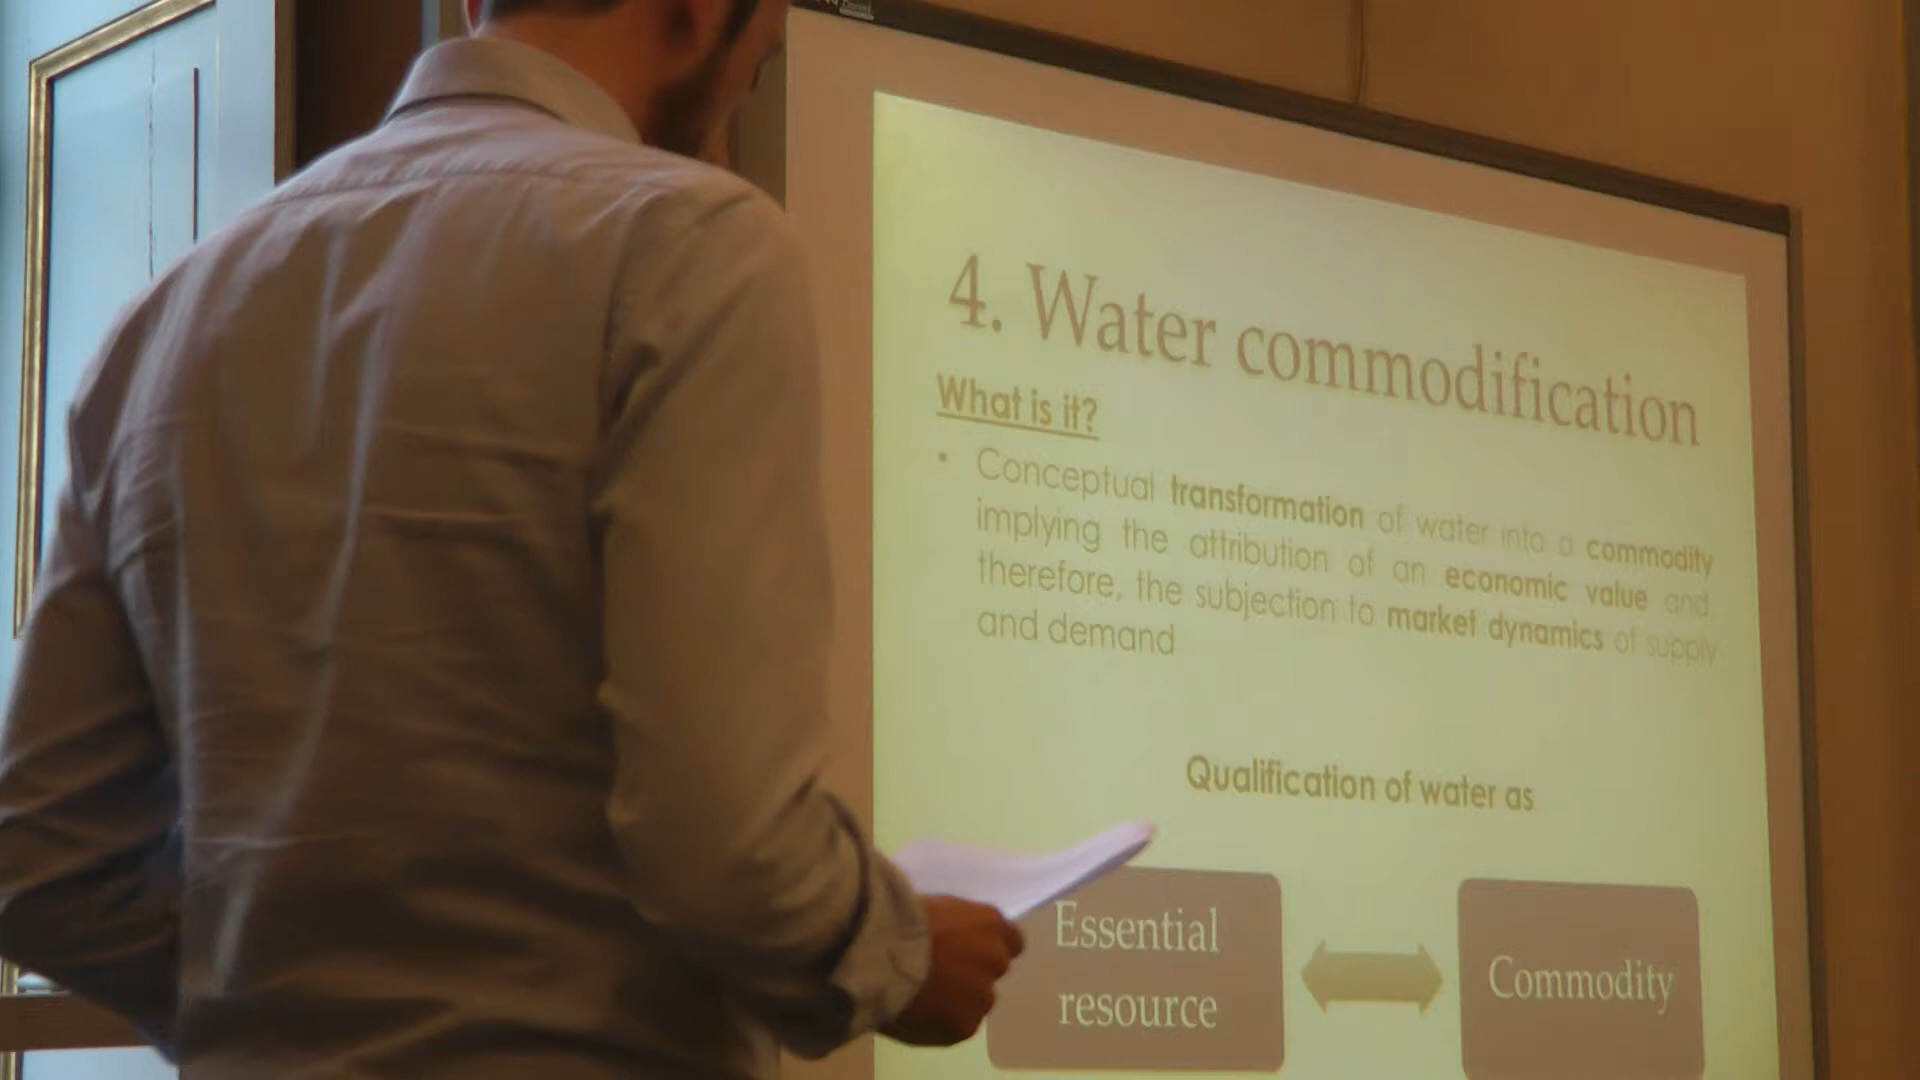 4. Water commodification
What is it?
• Conceptual transformation of water into a commodity
implying the attribution of an economic value and,
therefore, the subjection to market dynamics of supply
and demand
Qualification of water as
Essential
resource
Commodity